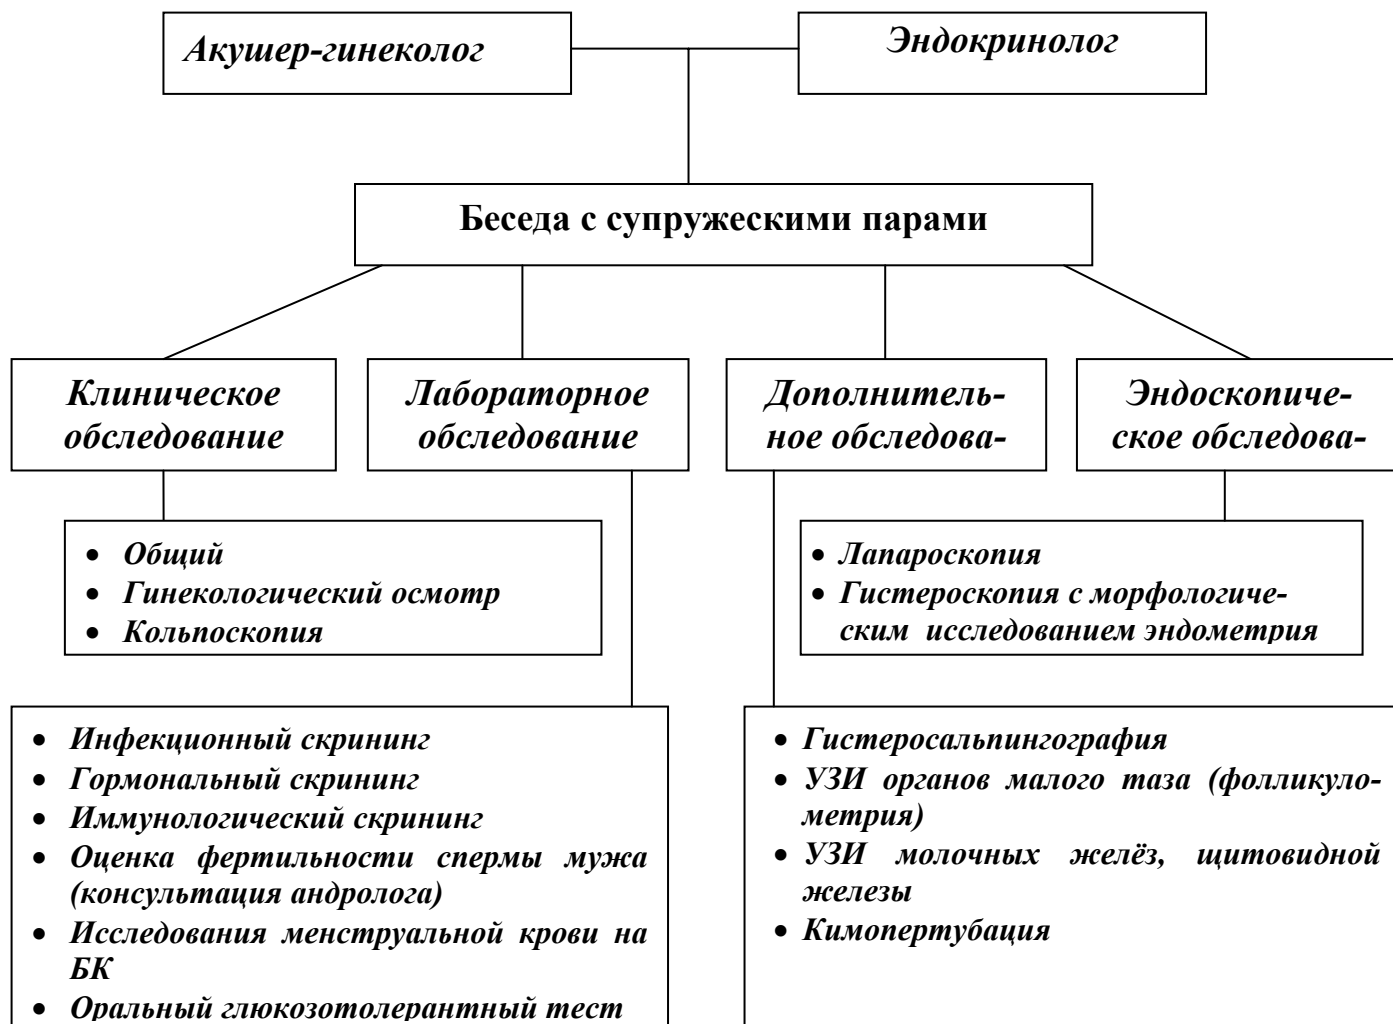 Акушер-гинеколог
Эндокринолог
Беседа с супружескими парами
Клиническое
обследование
Лабораторное
обследование
Дополнитель-
ное обследова-
Эндоскопиче-
ское обследова-
• Общий
• Гинекологический осмотр
• Кольпоскопия
• Лапароскопия
• Гистероскопия с морфологиче-
ским исследованием эндометрия
• Инфекционный скрининг
• Гормональный скрининг
• Иммунологический скрининг
• Оценка фертильности спермы мужа
(консультация андролога)
• Исследования менструальной крови на
БК
• Оральный глюкозотолерантный тест
• Гистеросальпингография
• УЗИ органов малого таза (фолликуло-
метрия)
• УЗИ молочных желёз, щитовидной
железы
• Кимопертубация